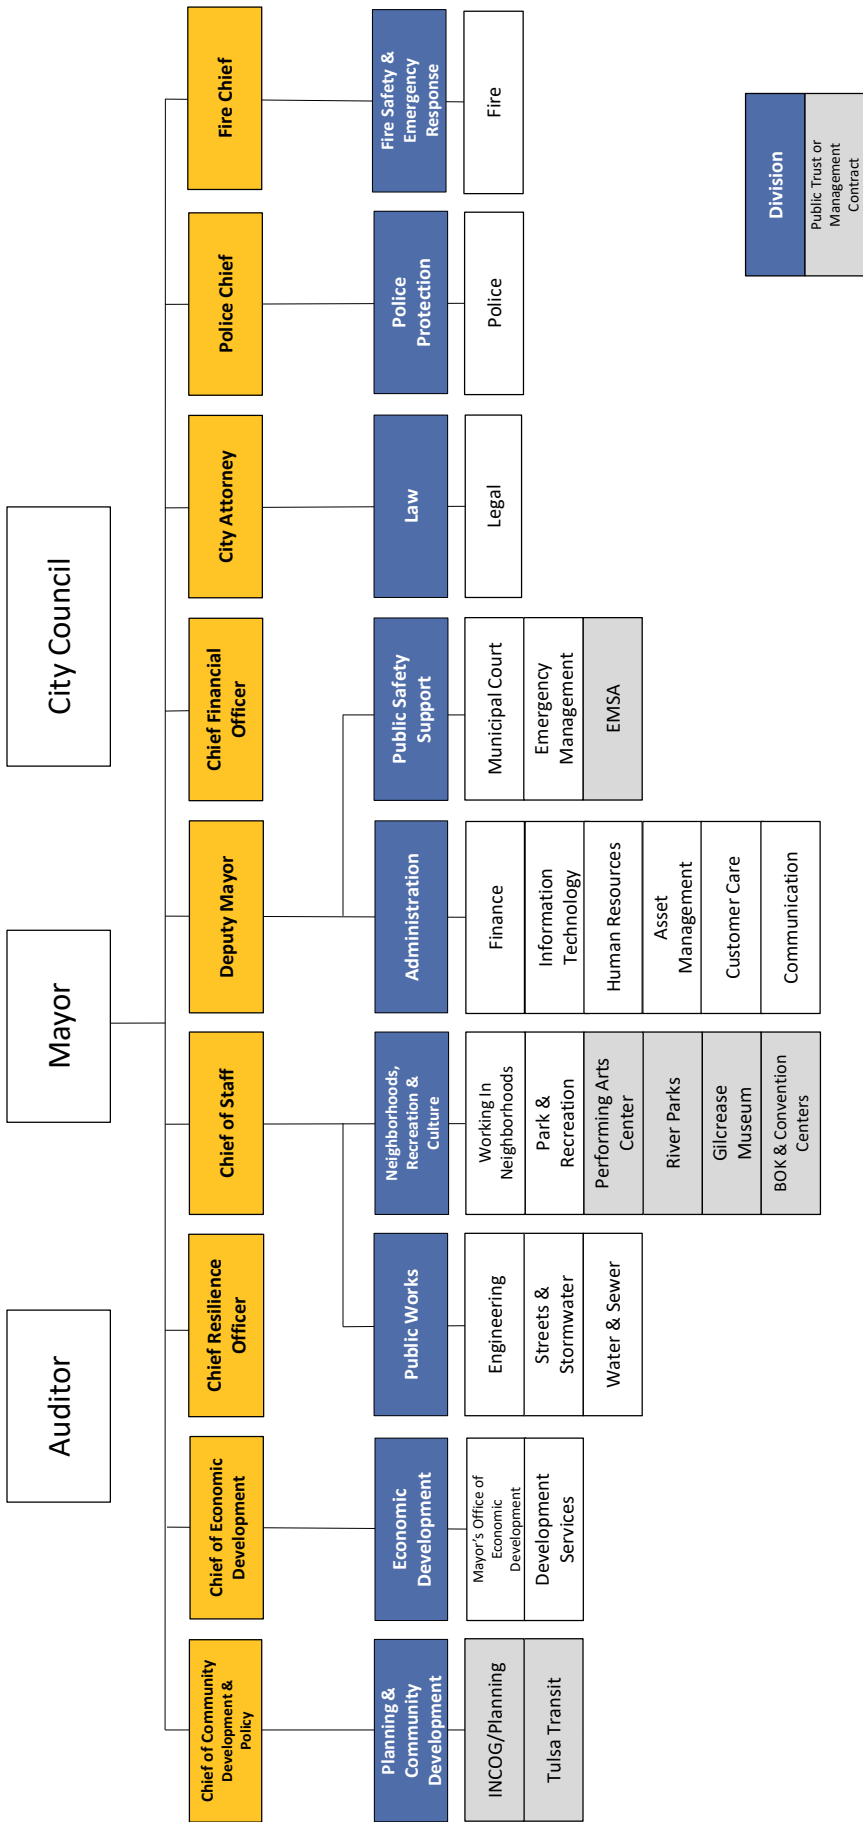 Auditor
Mayor
City Council
Chief of Community
Development &
Policy
Chief of Economic
Development
Chief Resilience
Officer
Chief of Staff
Deputy Mayor
Chief Financial
Officer
City Attorney
Police Chief
Fire Chief
Planning &
Community
Development
Economic
Development
Public Works
Neighborhoods,
Recreation &
Culture
Administration
Public Safety
Support
Law
Police
Protection
Fire Safety &
Emergency
Response
INCOG/Planning
Tulsa Transit
Mayor's Office of
Economic
Development
Development
Services
Engineering
Streets &
Stormwater
Water & Sewer
Working In
Neighborhoods
Park &
Recreation
Performing Arts
Center
River Parks
Gilcrease
Museum
BOK & Convention
Centers
Finance
Information
Technology
Human Resources
Asset
Management
Customer Care
Communication
Municipal Court
Emergency
Management
EMSA
Legal
Police
Fire
Division
Public Trust or
Management
Contract